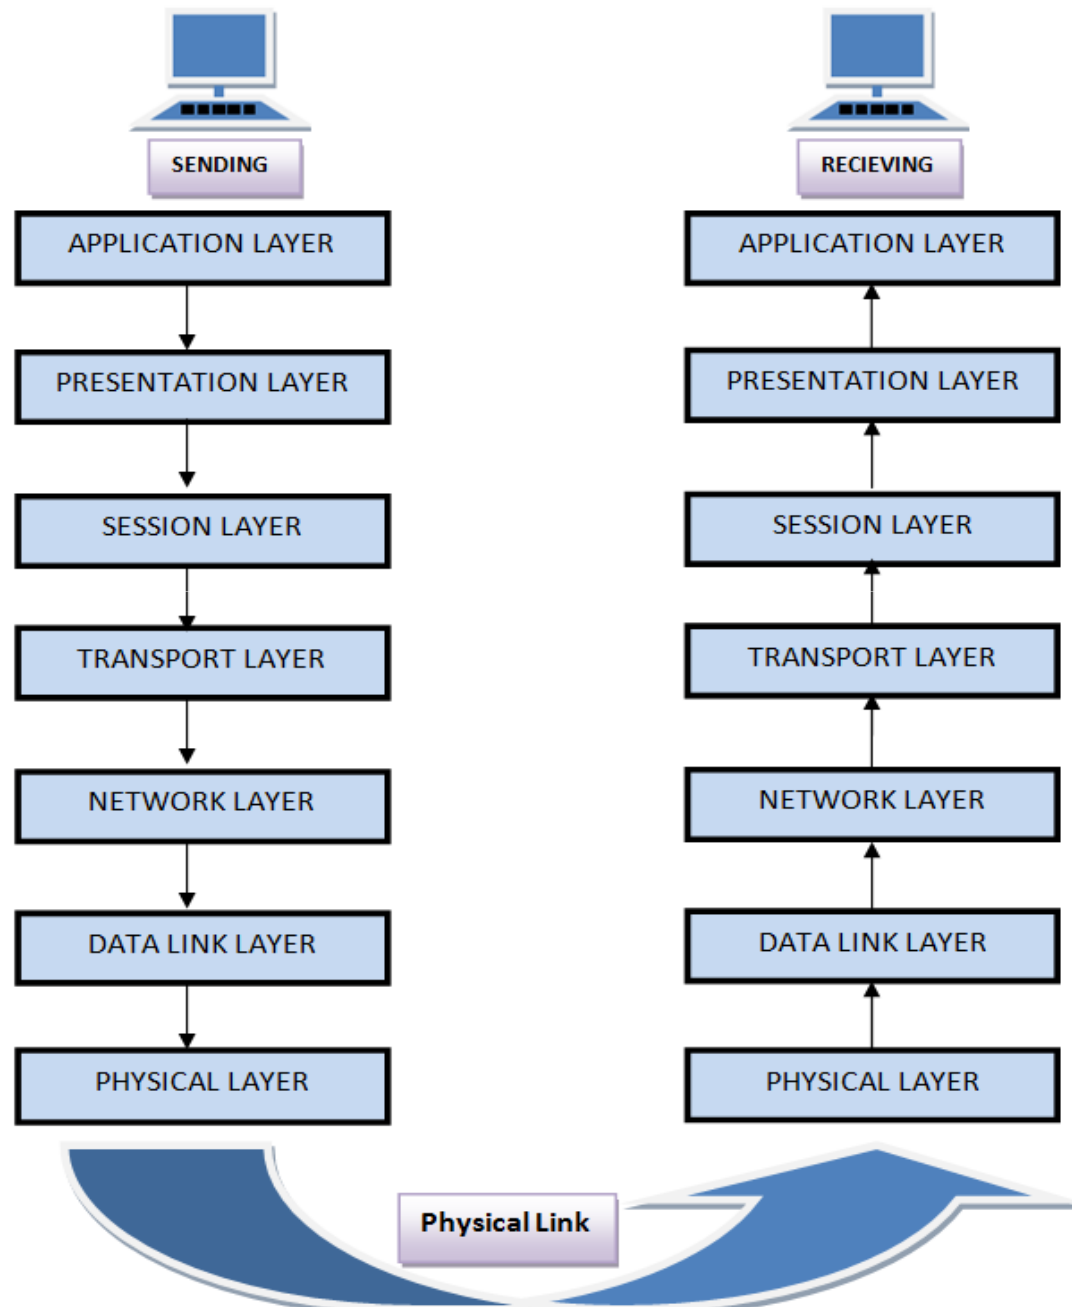 SENDING
APPLICATION LAYER
PRESENTATION LAYER
SESSION LAYER
TRANSPORT LAYER
NETWORK LAYER
DATA LINK LAYER
PHYSICAL LAYER
RECIEVING
APPLICATION LAYER
PRESENTATION LAYER
SESSION LAYER
TRANSPORT LAYER
NETWORK LAYER
DATA LINK LAYER
PHYSICAL LAYER
Physical Link